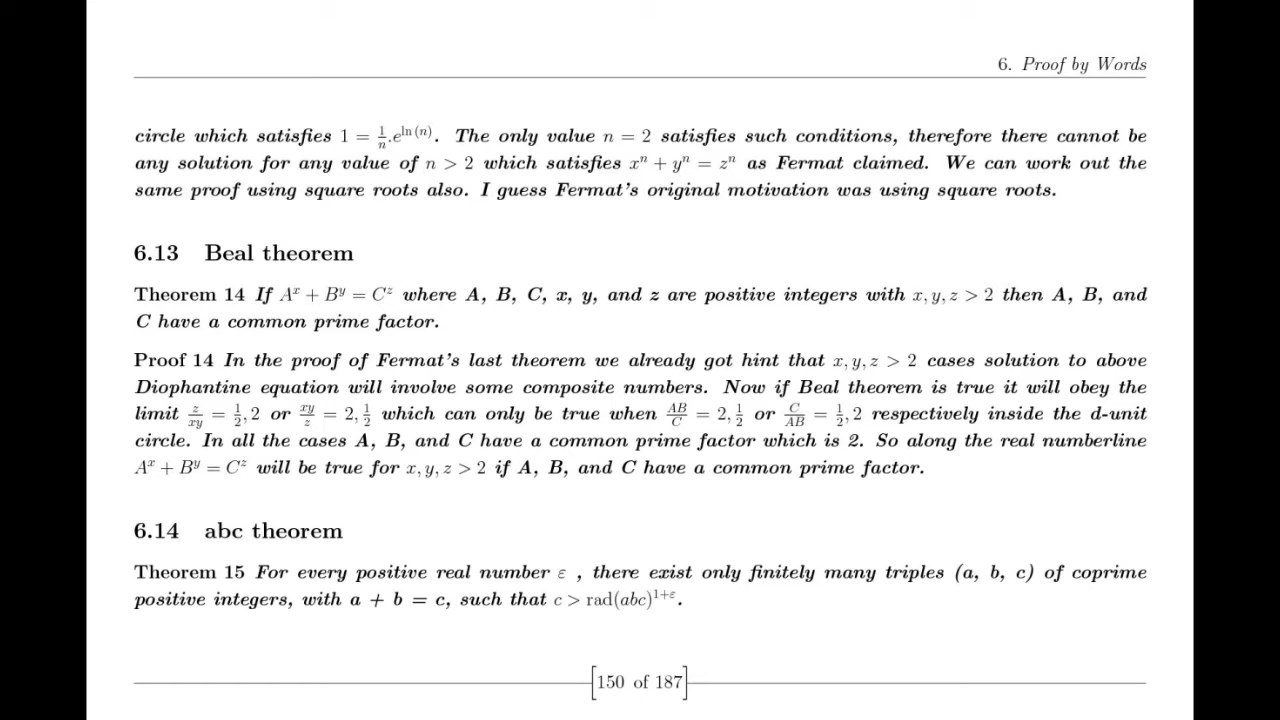 6. Proof by Words
circle which satisfies 1 = 1/n.e^{ln (n)}. The only value n = 2 satisfies such conditions, therefore there cannot be
any solution for any value of n > 2 which satisfies x^n + y^n = z^n as Fermat claimed. We can work out the
same proof using square roots also. I guess Fermat's original motivation was using square roots.
6.13 Beal theorem
Theorem 14 If A^x + B^y = C^z where A, B, C, x, y, and z are positive integers with x, y, z > 2 then A, B, and
C have a common prime factor.
Proof 14 In the proof of Fermat's last theorem we already got hint that x, y, z > 2 cases solution to above
Diophantine equation will involve some composite numbers. Now if Beal theorem is true it will obey the
limit z/xy = 1/2, 2 or xy/z = 2, 1/2 which can only be true when AB/C = 2, 1/2 or C/AB = 1/2, 2 respectively inside the d-unit
circle. In all the cases A, B, and C have a common prime factor which is 2. So along the real numberline
A^x + B^y = C^z will be true for x, y, z > 2 if A, B, and C have a common prime factor.
6.14 abc theorem
Theorem 15 For every positive real number ε , there exist only finitely many triples (a, b, c) of coprime
positive integers, with a + b = c, such that c > rad(abc)^{1+ε}.
[150 of 187]